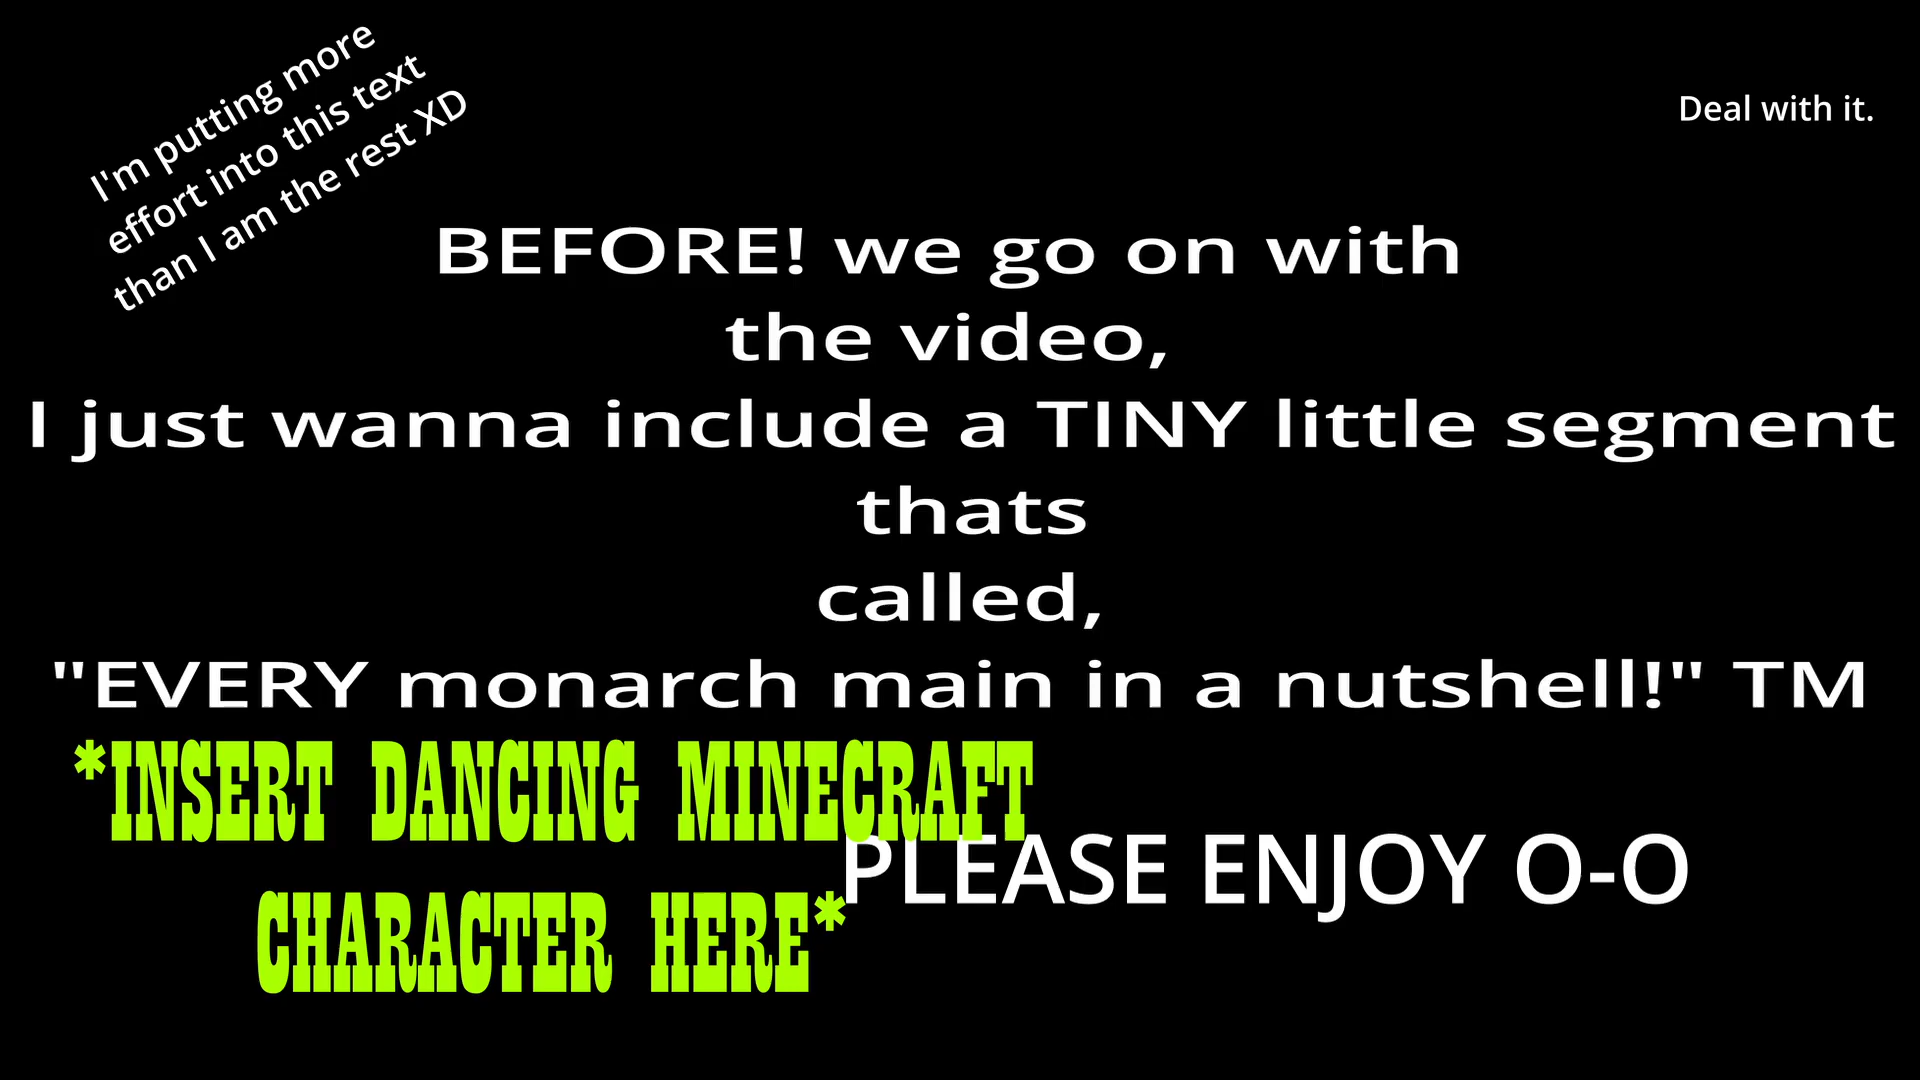 I'm putting more
effort into this text
than I am the rest XD
Deal with it.
BEFORE! we go on with
the video,
I just wanna include a TINY little segment
thats
called,
"EVERY monarch main in a nutshell!" TM
*INSERT DANCING MINECRAFT
CHARACTER HERE*
PLEASE ENJOY O-O